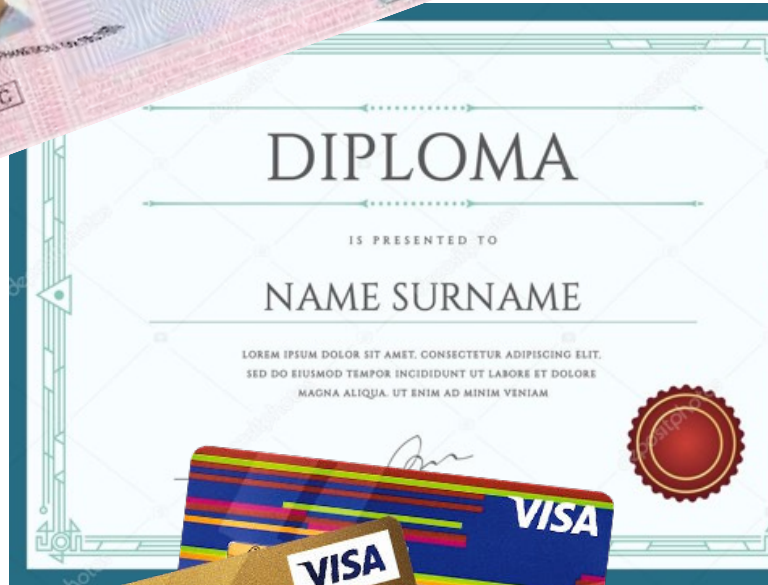 C
DIPLOMA
IS PRESENTED TO
NAME SURNAME
LOREM IPSUM DOLOR SIT AMET, CONSECTETUR ADIPISCING ELIT,
SED DO EIUSMOD TEMPOR INCIDIDUNT UT LABORE ET DOLORE
MAGNA ALIQUA. UT ENIM AD MINIM VENIAM
depositphotos
VISA
VISA